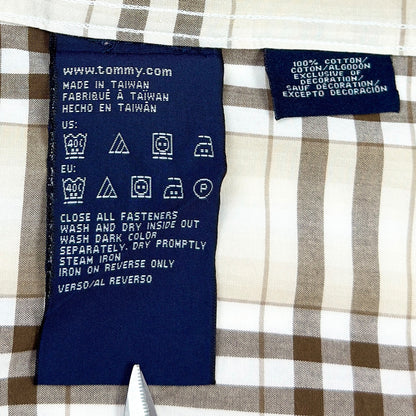 www.tommy.com
MADE IN TAIWAN
FABRIQUÉ À TAIWAN
HECHO EN TAIWÁN
US:
40C
EU:
40C
P
CLOSE ALL FASTENERS
WASH AND DRY INSIDE OUT
WASH DARK COLOR
SEPARATELY. DRY PROMPTLY
STEAM IRON
IRON ON REVERSE ONLY
VERSO/AL REVERSO
100% COTTON/
COTON/ALGODÓN
EXCLUSIVE OF
DECORATION/
SAUF DÉCORATION/
EXCEPTO DECORACIÓN